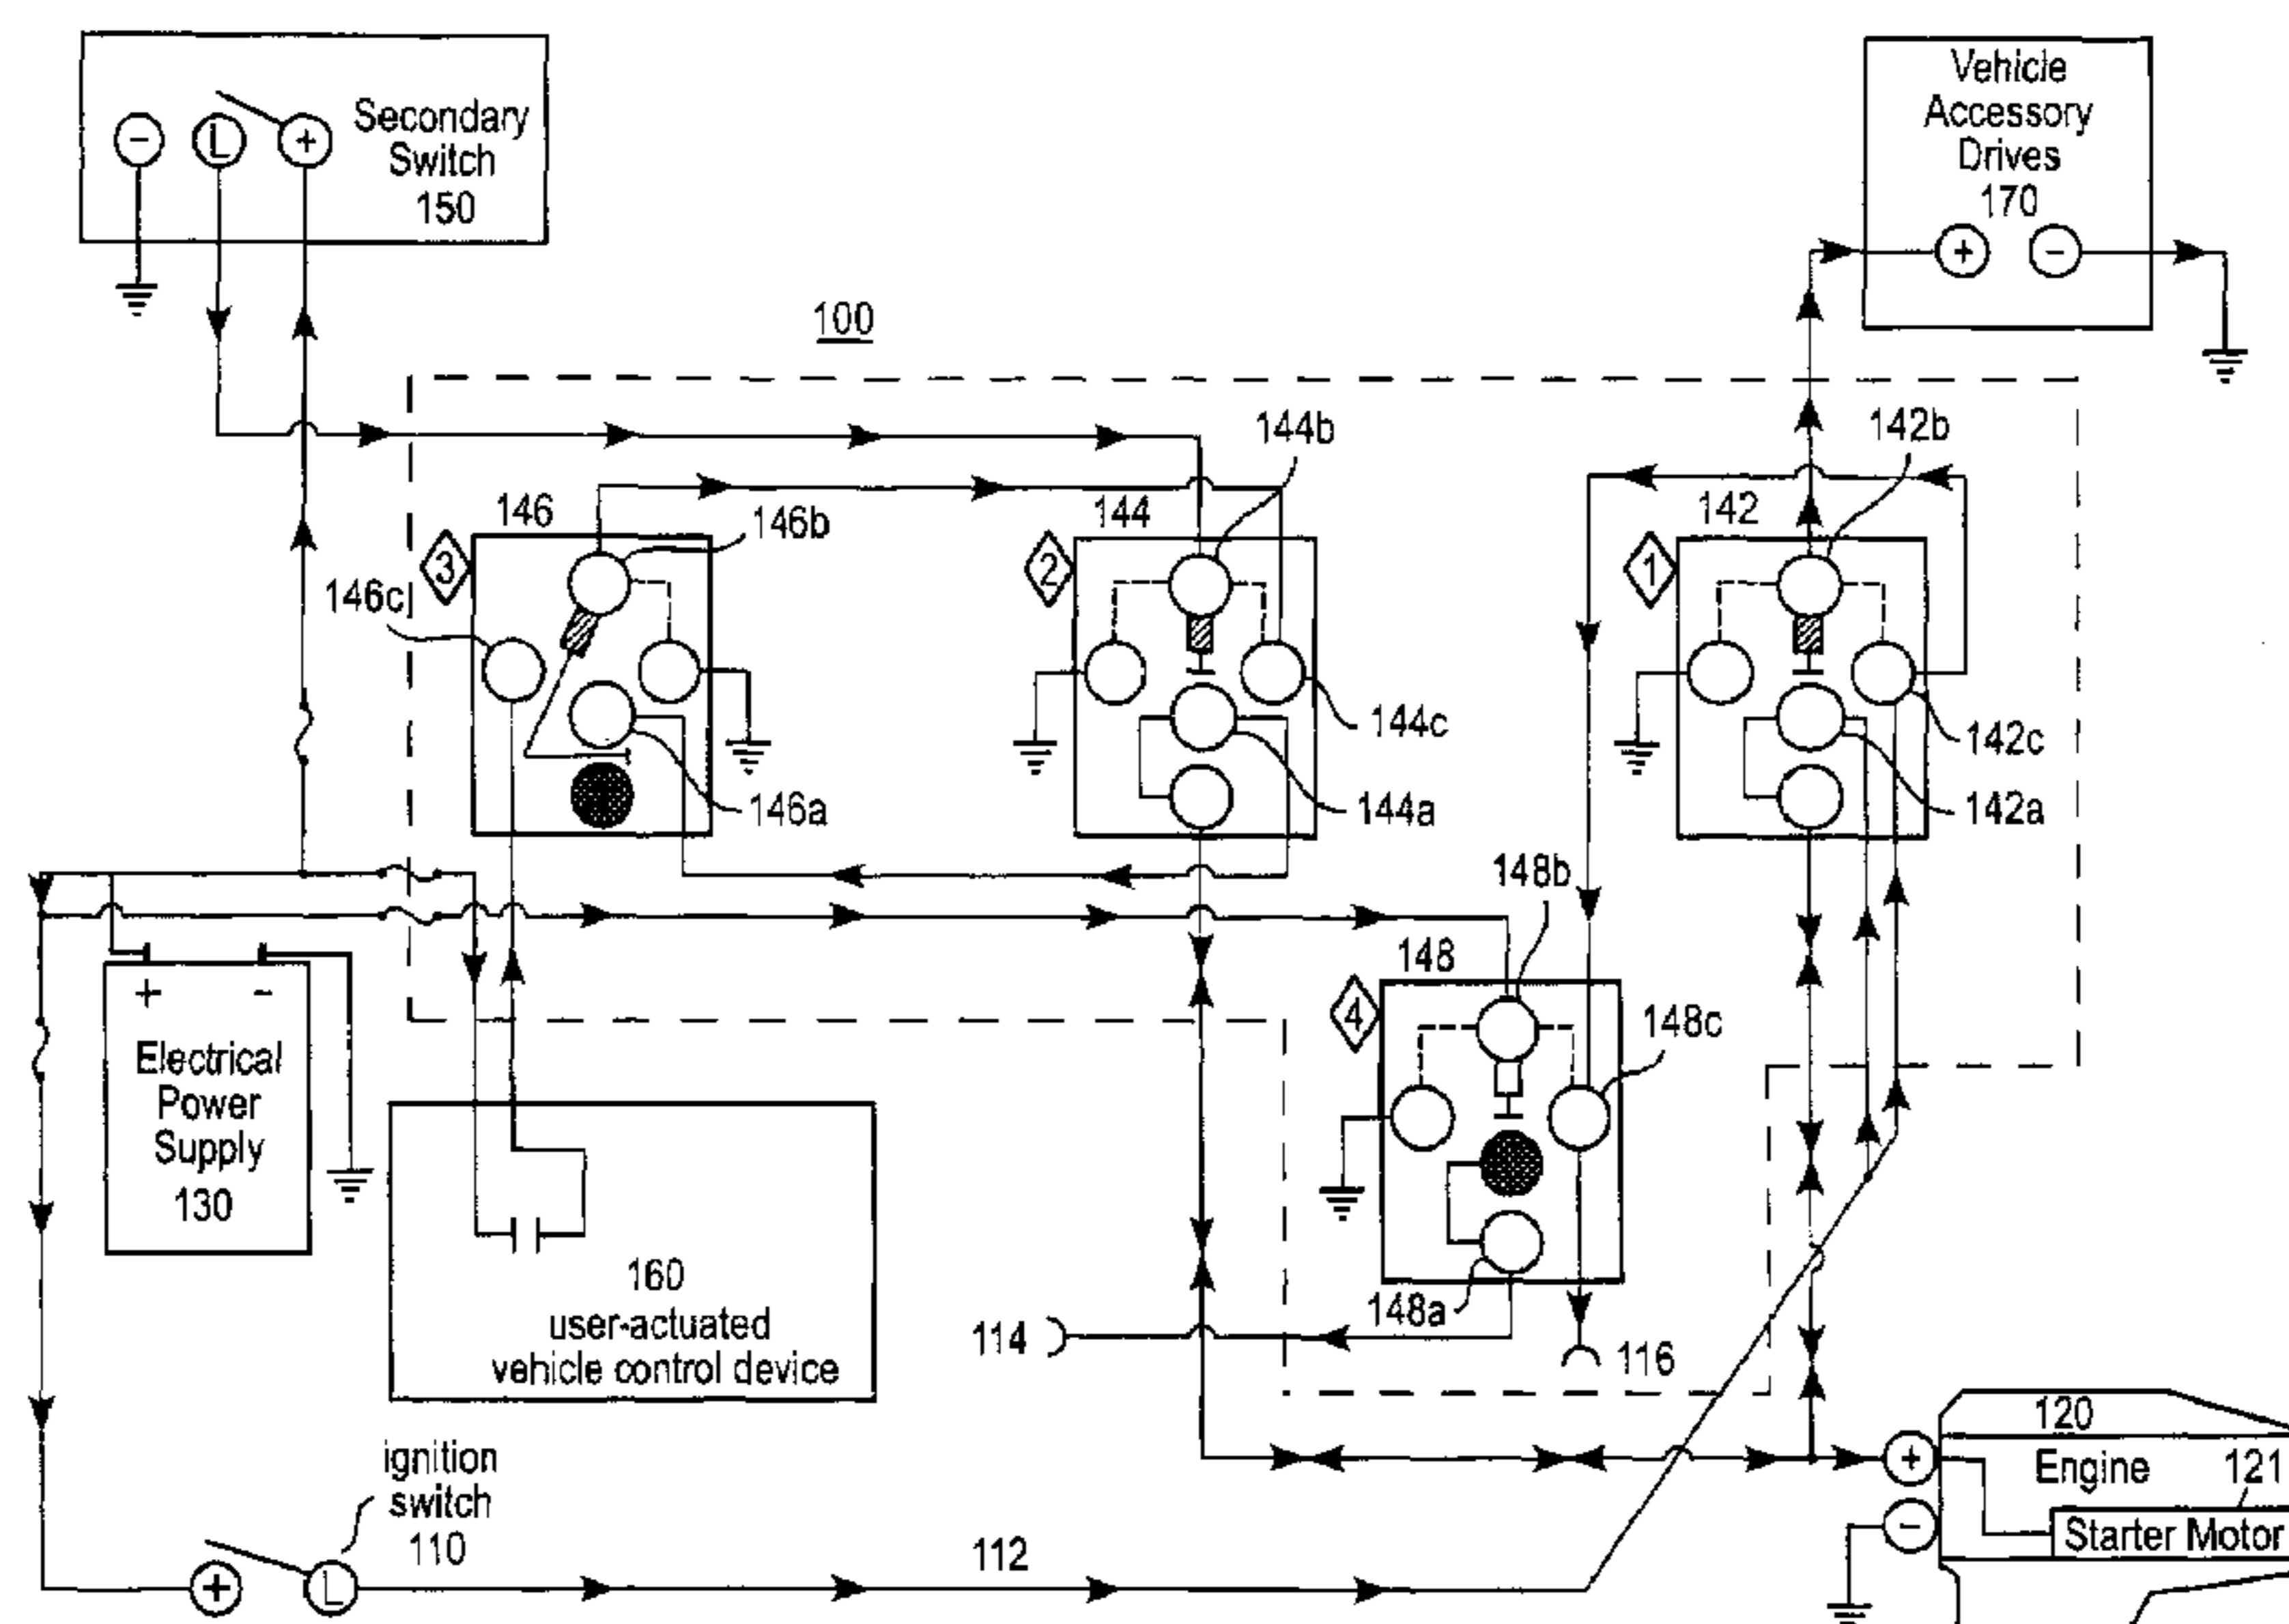 Secondary
Switch
150
- L +
Vehicle
Accessory
Drives
170
+ -
100
144b
142b
146
146b
144
142
3
2
1
146c
144c
142c
146a
144a
142a
148b
148
148c
4
+ -
Electrical
Power
Supply
130
160
user-actuated
vehicle control device
148a
114
116
120
Engine
121
Starter Motor
+
-
ignition
switch
110
112
+ L